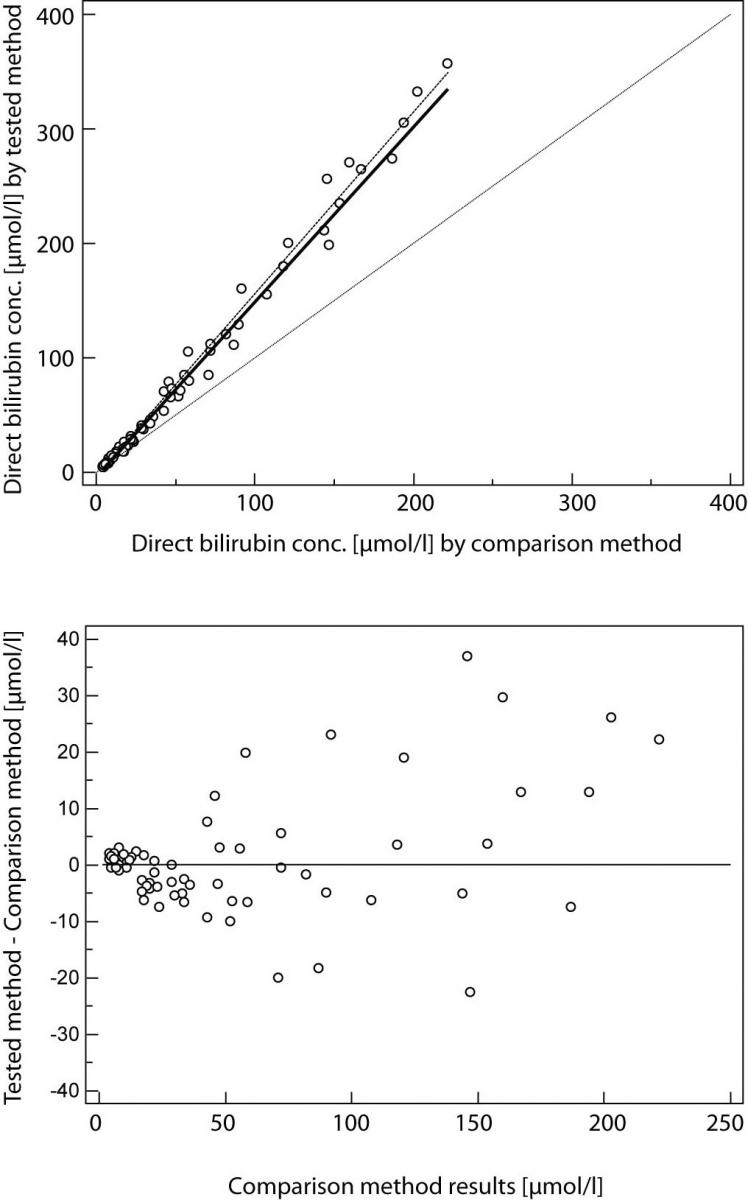 Direct bilirubin conc. [µmol/l] by tested method
400
300
200
100
0
0 100 200 300 400
Direct bilirubin conc. [µmol/l] by comparison method
Tested method - Comparison method [µmol/l]
40
30
20
10
0
-10
-20
-30
-40
0 50 100 150 200 250
Comparison method results [µmol/l]